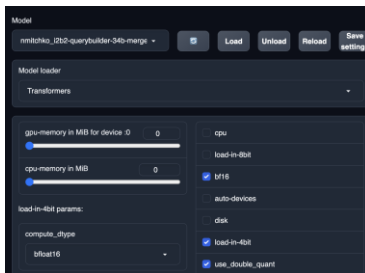 Model
nmitchko_i2b2-querybuilder-34b-merge
Load
Unload
Reload
Save settings
Model loader
Transformers
gpu-memory in MiB for device :0
0
cpu-memory in MiB
0
load-in-4bit params:
compute_dtype
bfloat16
cpu
load-in-8bit
bf16
auto-devices
disk
load-in-4bit
use_double_quant